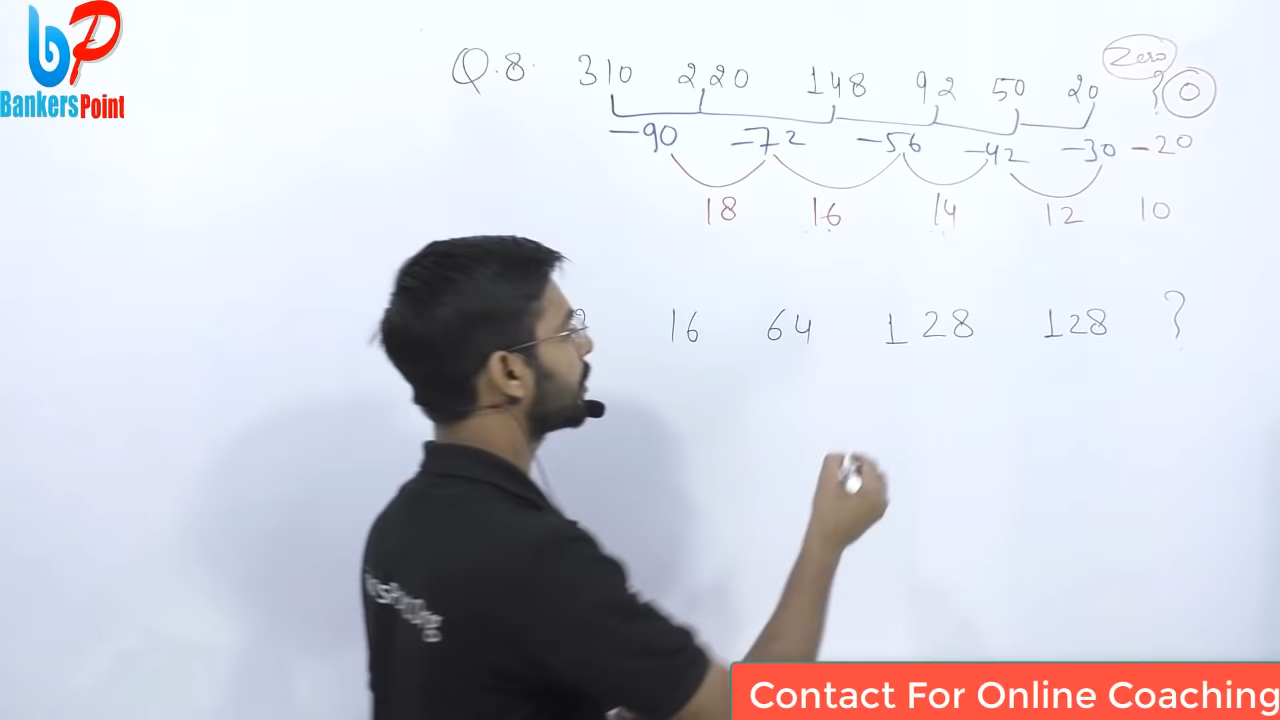 bp
BankersPoint
Zero
Q.8. 310 220 148 92 50 20 ? 0
-90 -72 -56 -42 -30 -20
18 16 14 12 10
16 64 128 128 ?
Contact For Online Coaching